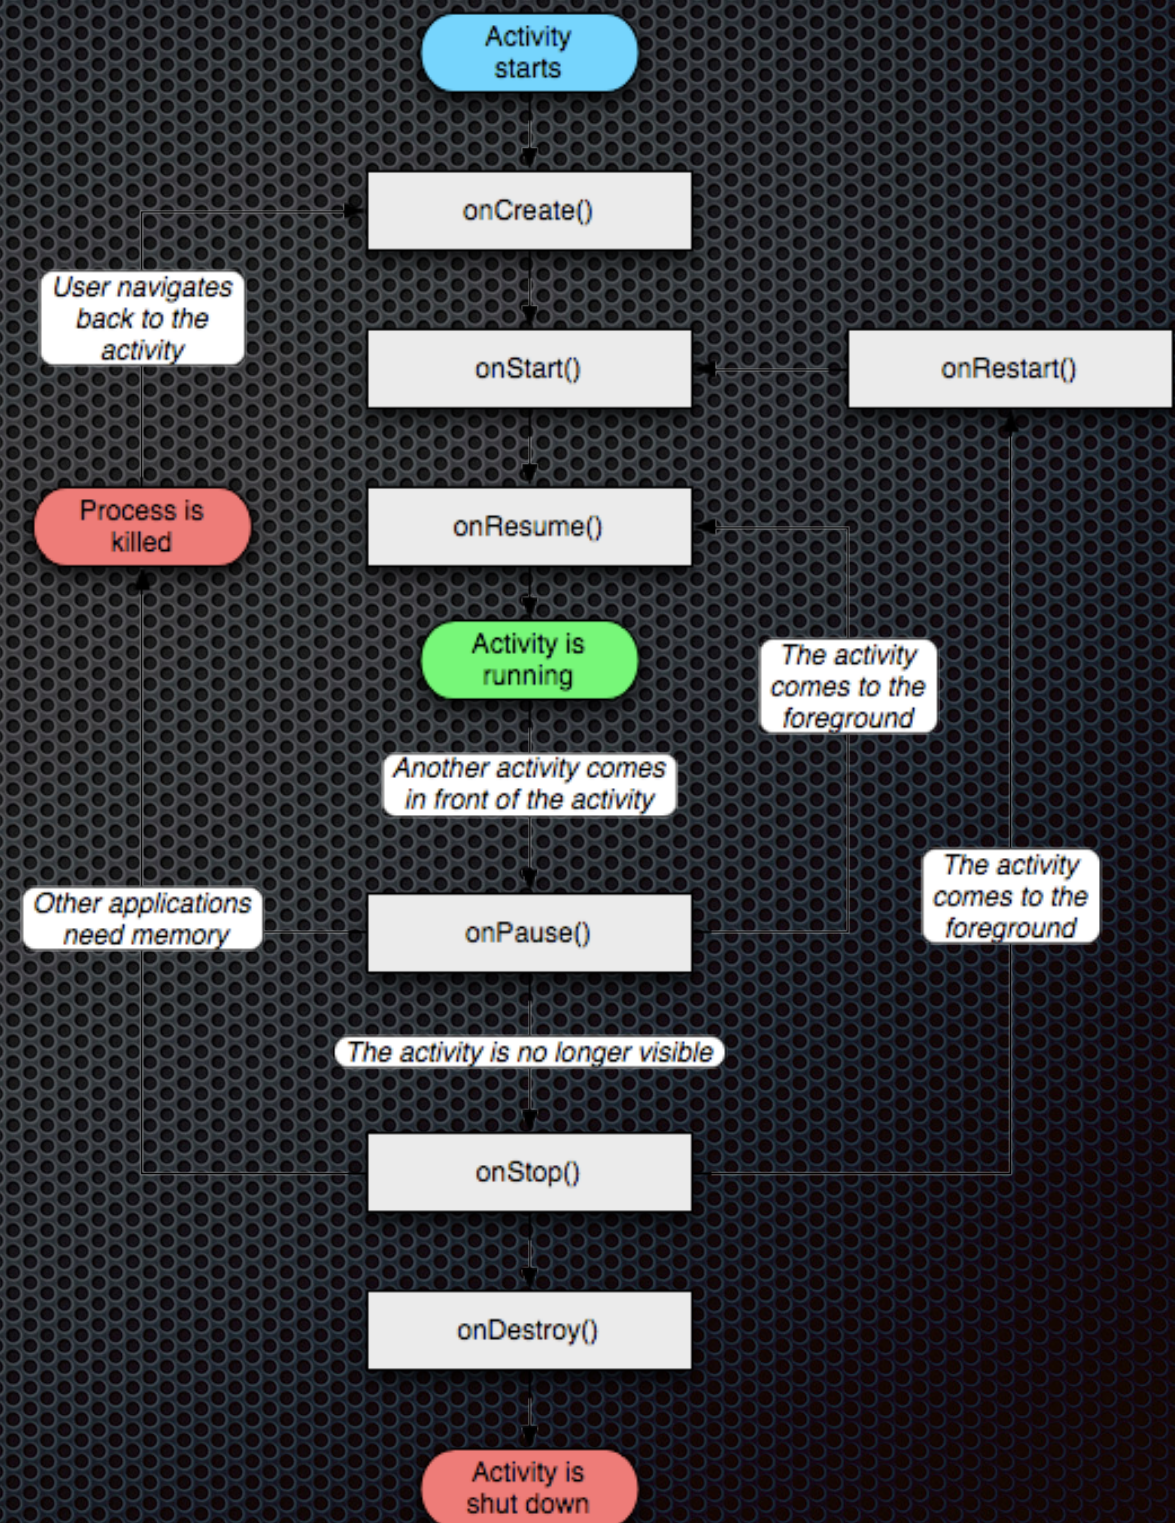 Activity
starts
onCreate()
User navigates
back to the
activity
onStart()
onRestart()
Process is
killed
onResume()
Activity is
running
The activity
comes to the
foreground
Another activity comes
in front of the activity
The activity
comes to the
foreground
Other applications
need memory
onPause()
The activity is no longer visible
onStop()
onDestroy()
Activity is
shut down